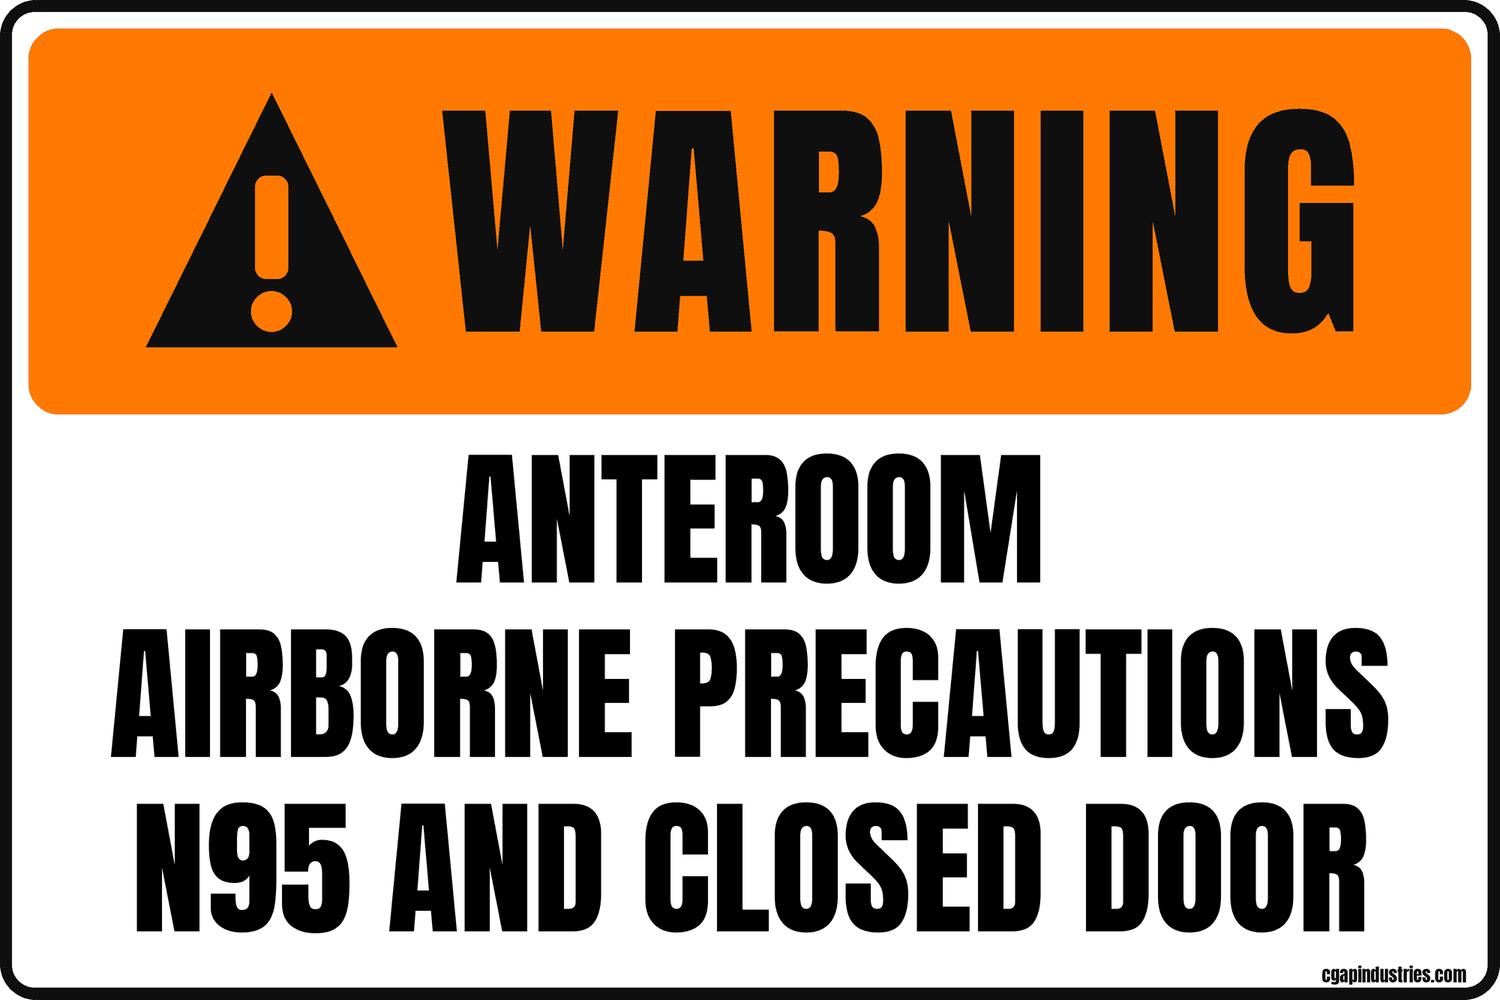 WARNING
ANTEROOM
AIRBORNE PRECAUTIONS
N95 AND CLOSED DOOR
cgapindustries.com